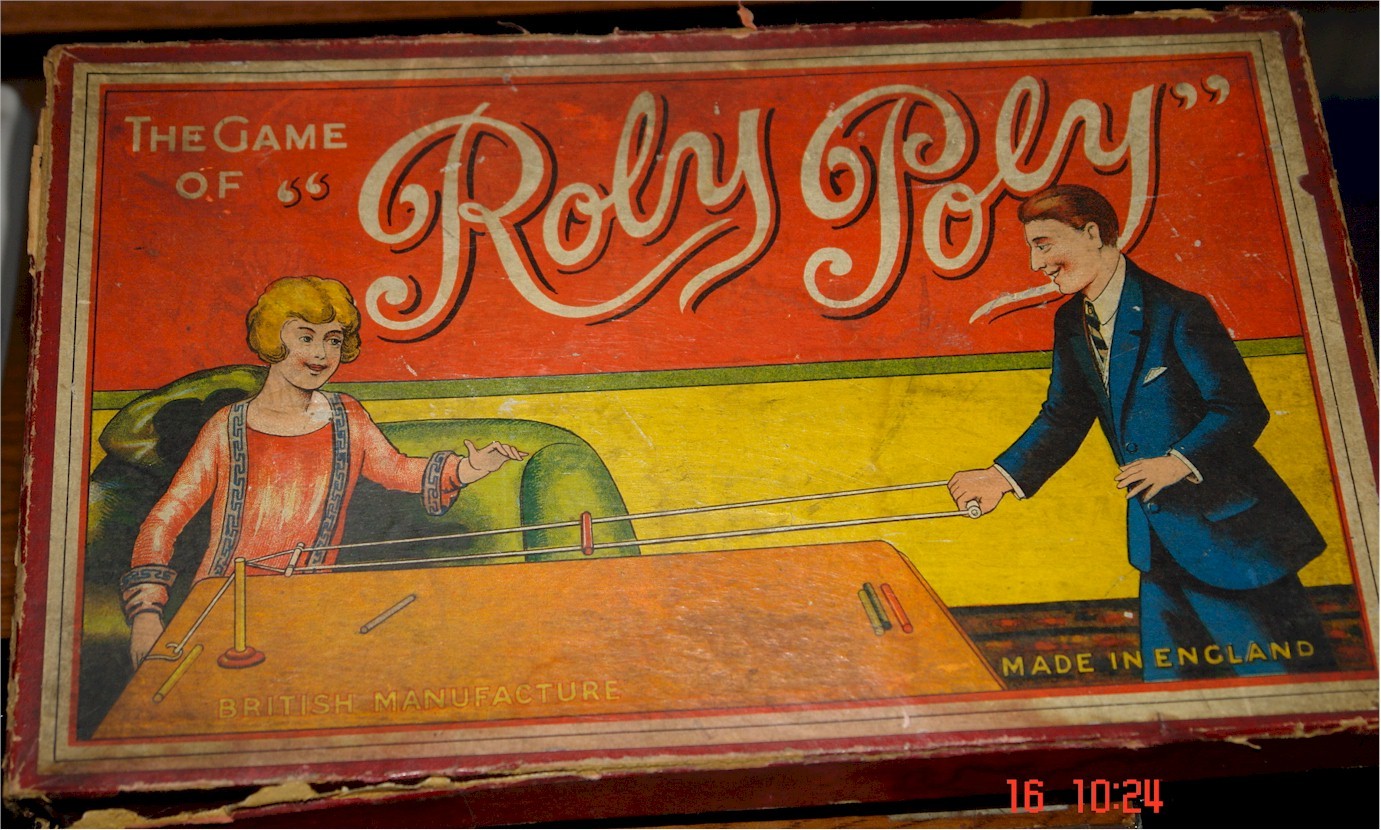 THE GAME
OF “Roly Poly”
MADE IN ENGLAND
BRITISH MANUFACTURE
16 10:24